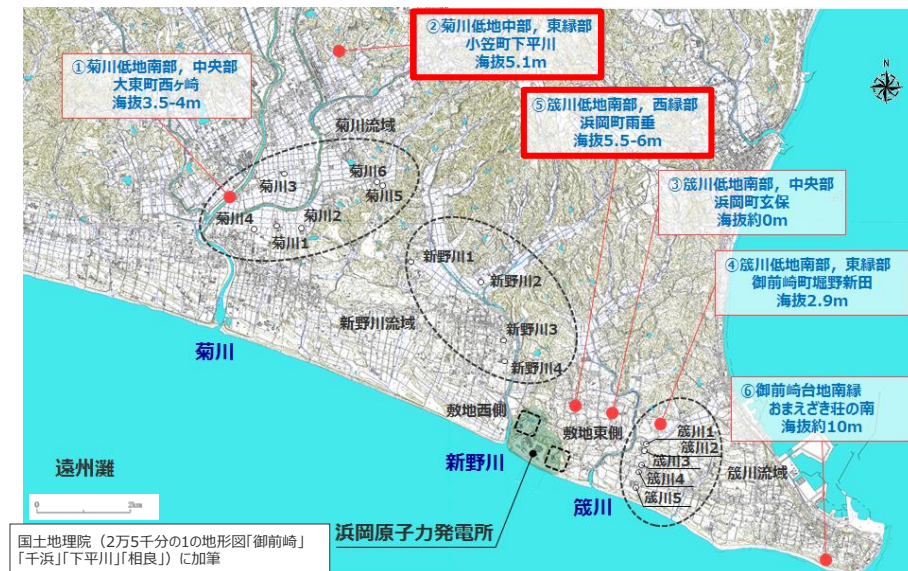 ①菊川低地南部，中央部
大東町西ヶ崎
海抜3.5-4m
②菊川低地中部，東縁部
小笠町下平川
海抜5.1m
⑤筬川低地南部，西縁部
浜岡町雨垂
海抜5.5-6m
③筬川低地南部，中央部
浜岡町玄保
海抜約0m
④筬川低地南部，東縁部
御前崎町堀野新田
海抜2.9m
⑥御前崎台地南縁
おまえざき荘の南
海抜約10m
菊川流域
菊川3
菊川6
菊川5
菊川4
菊川2
菊川1
新野川1
新野川2
新野川流域
新野川3
新野川4
菊川
敷地西側
敷地東側
新野川
筬川
筬川1
筬川2
筬川3
筬川4
筬川5
筬川流域
遠州灘
0
2km
浜岡原子力発電所
国土地理院（2万5千分の1の地形図「御前崎」
「千浜」「下平川」「相良」）に加筆